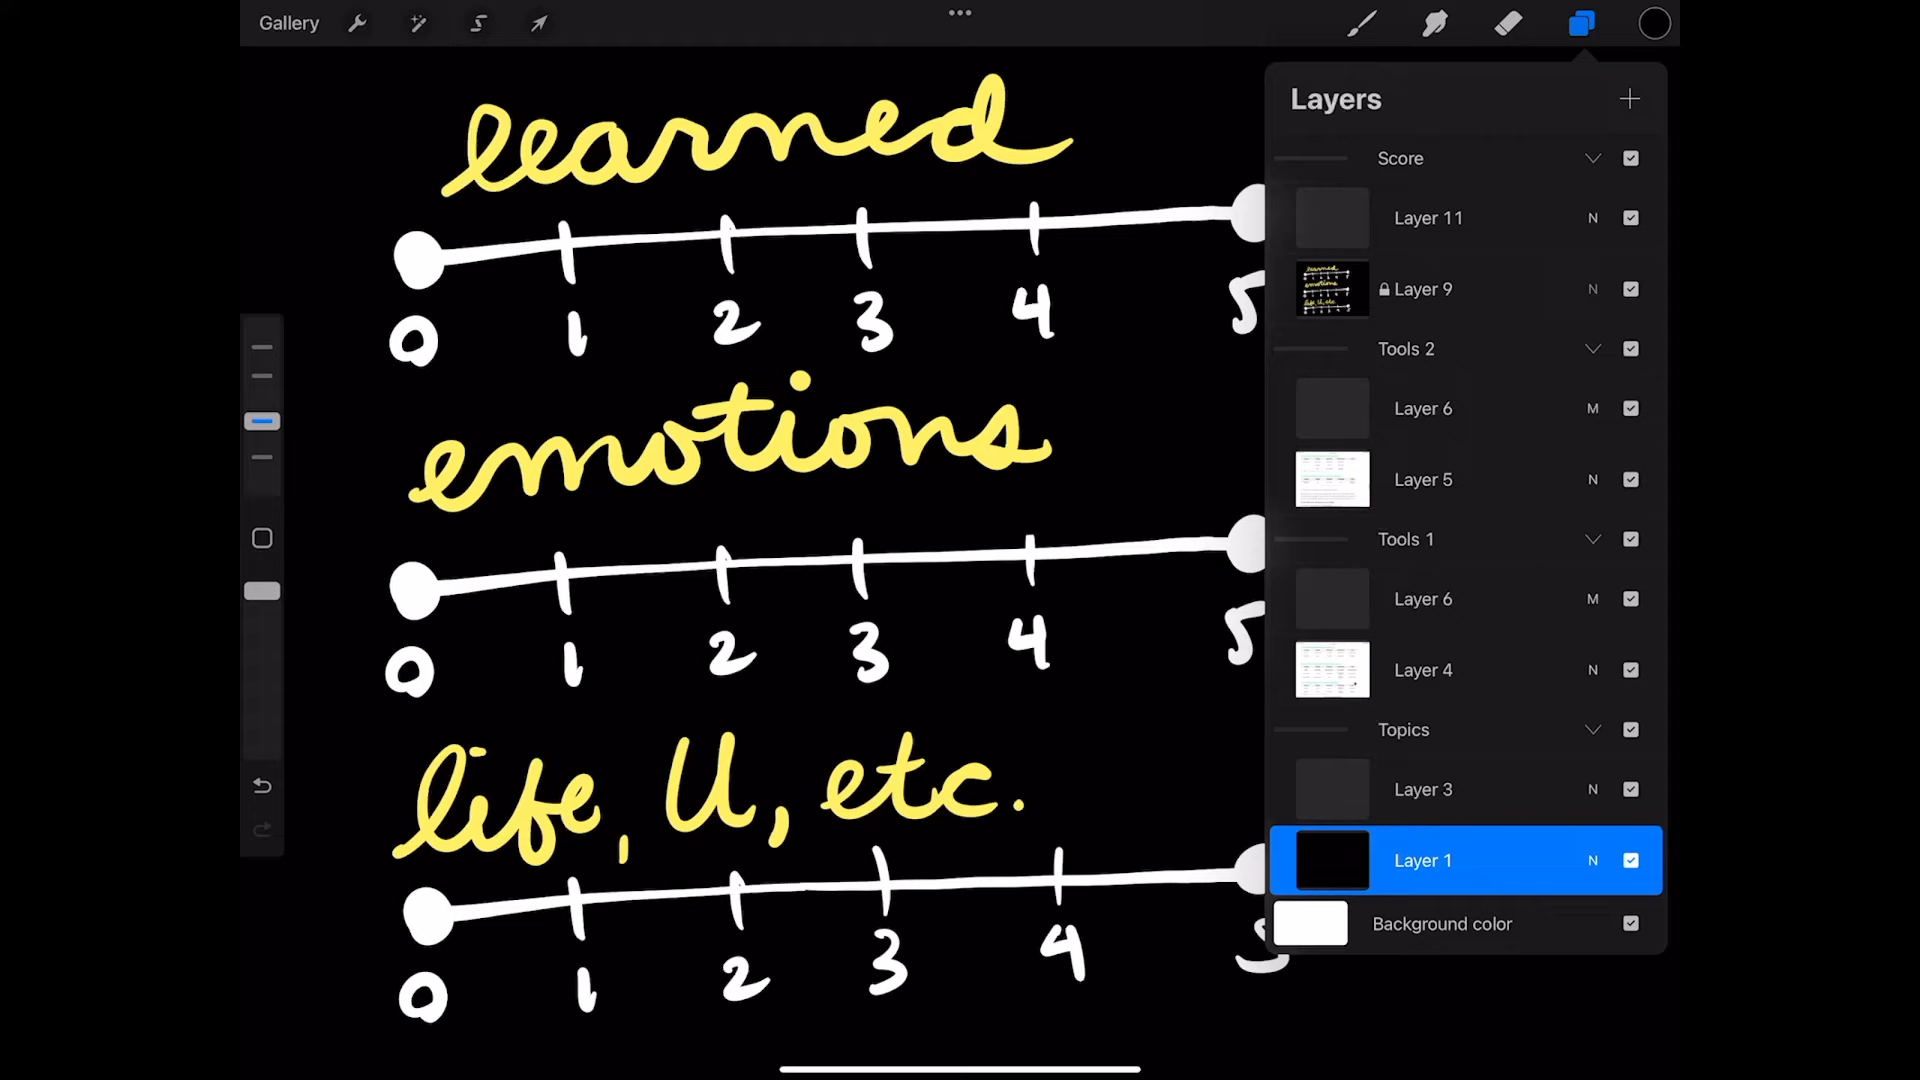 Gallery
Layers
learned
0 1 2 3 4 5
emotions
0 1 2 3 4 5
life, U, etc.
0 1 2 3 4
Score
Layer 11 N
Layer 9 N
Tools 2
Layer 6 M
Layer 5 N
Tools 1
Layer 6 M
Layer 4 N
Topics
Layer 3 N
Layer 1 N
Background color